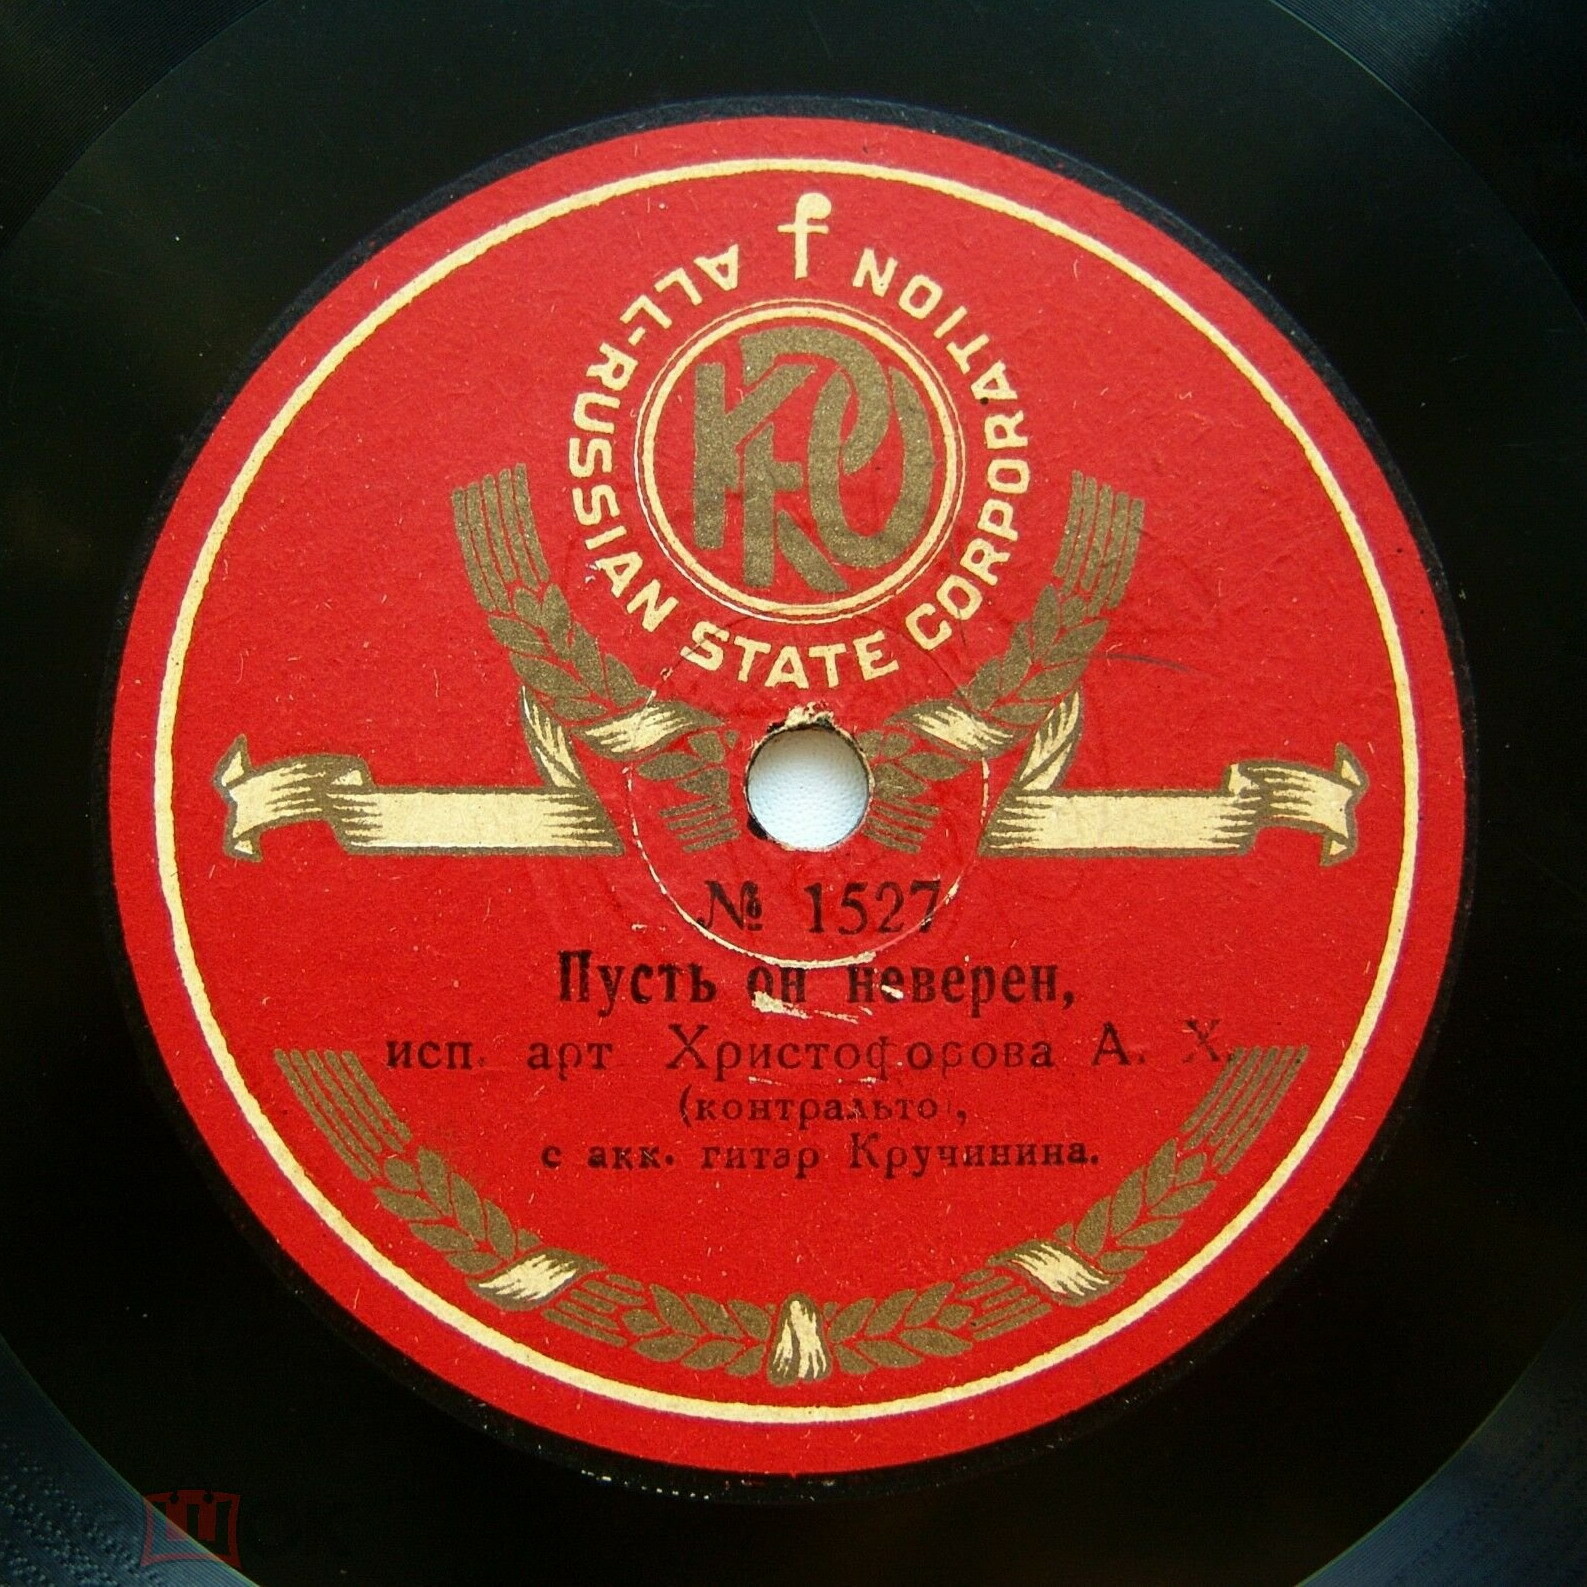 f
ALL-RUSSIAN STATE CORPORATION
№ 1527
Пусть он неверен,
исп. арт Христофорова А. Х.
(контральто),
с акк. гитар Кручинина.